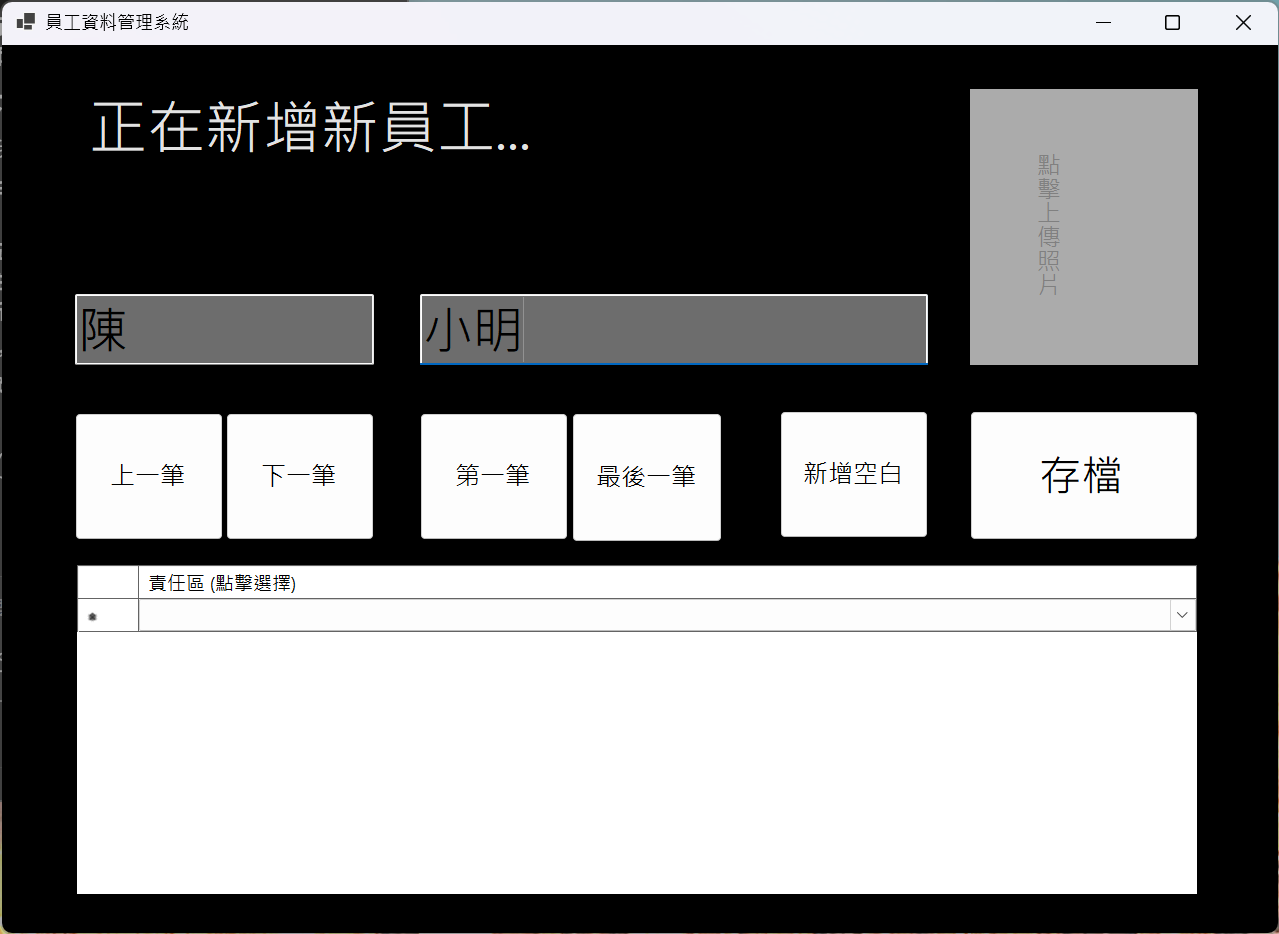 員工資料管理系統
正在新增新員工...
點擊上傳照片
陳
小明
上一筆
下一筆
第一筆
最後一筆
新增空白
存檔
責任區 (點擊選擇)